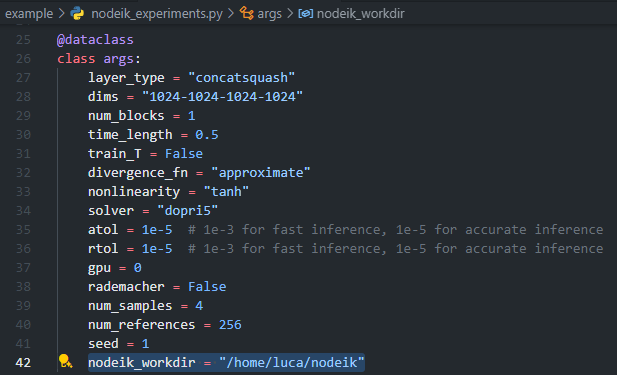 example > nodeik_experiments.py > args > nodeik_workdir
25 @dataclass
26 class args:
27     layer_type = "concatsquash"
28     dims = "1024-1024-1024-1024"
29     num_blocks = 1
30     time_length = 0.5
31     train_T = False
32     divergence_fn = "approximate"
33     nonlinearity = "tanh"
34     solver = "dopri5"
35     atol = 1e-5  # 1e-3 for fast inference, 1e-5 for accurate inference
36     rtol = 1e-5  # 1e-3 for fast inference, 1e-5 for accurate inference
37     gpu = 0
38     rademacher = False
39     num_samples = 4
40     num_references = 256
41     seed = 1
42     nodeik_workdir = "/home/luca/nodeik"